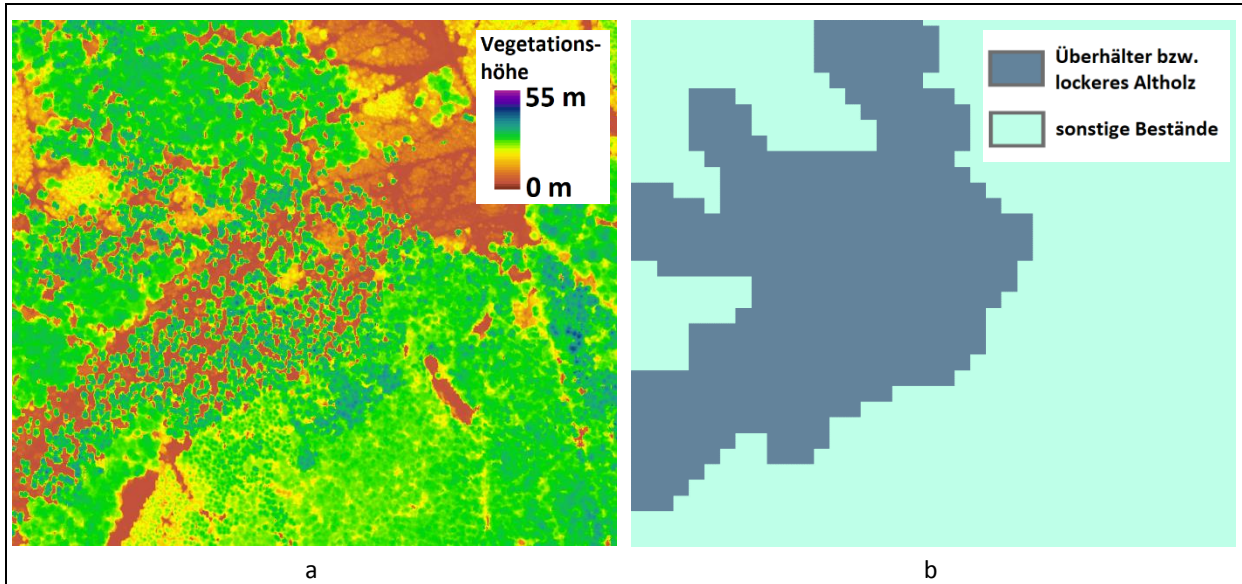 Vegetations-
höhe
55 m
0 m
Überhälter bzw.
lockeres Altholz
sonstige Bestände
a
b